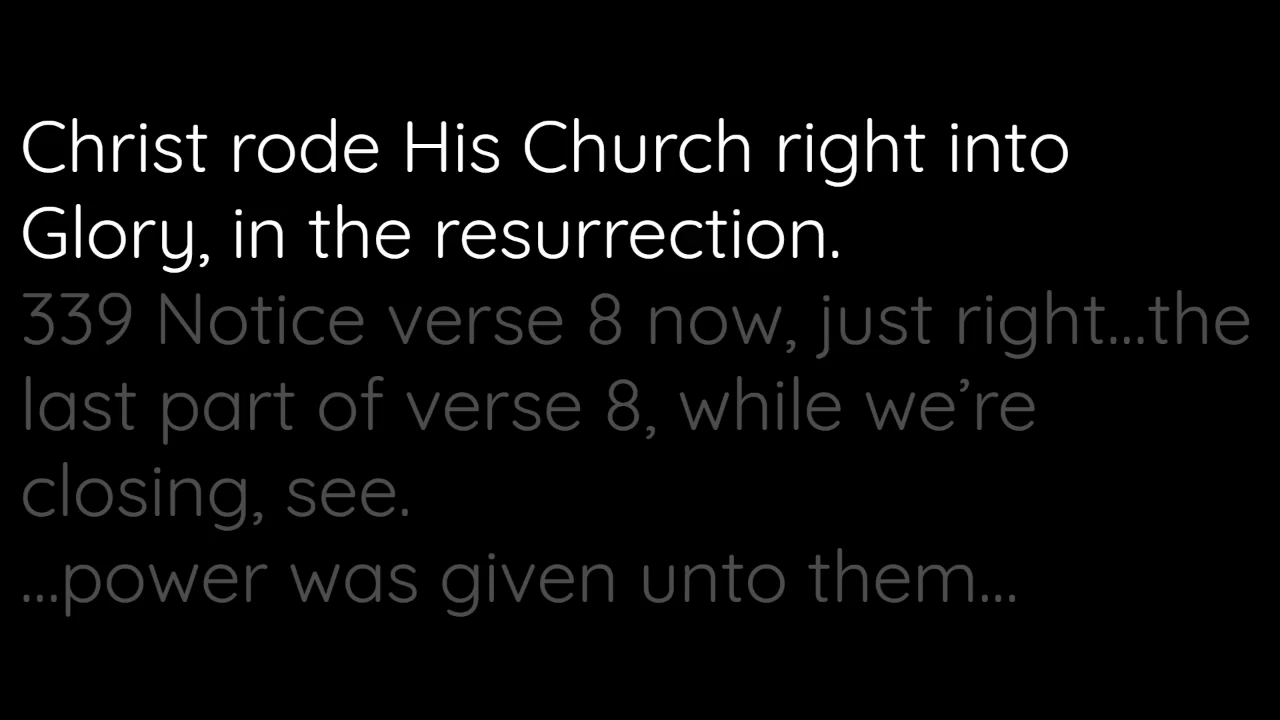 Christ rode His Church right into
Glory, in the resurrection.
339 Notice verse 8 now, just right...the
last part of verse 8, while we’re
closing, see.
...power was given unto them...